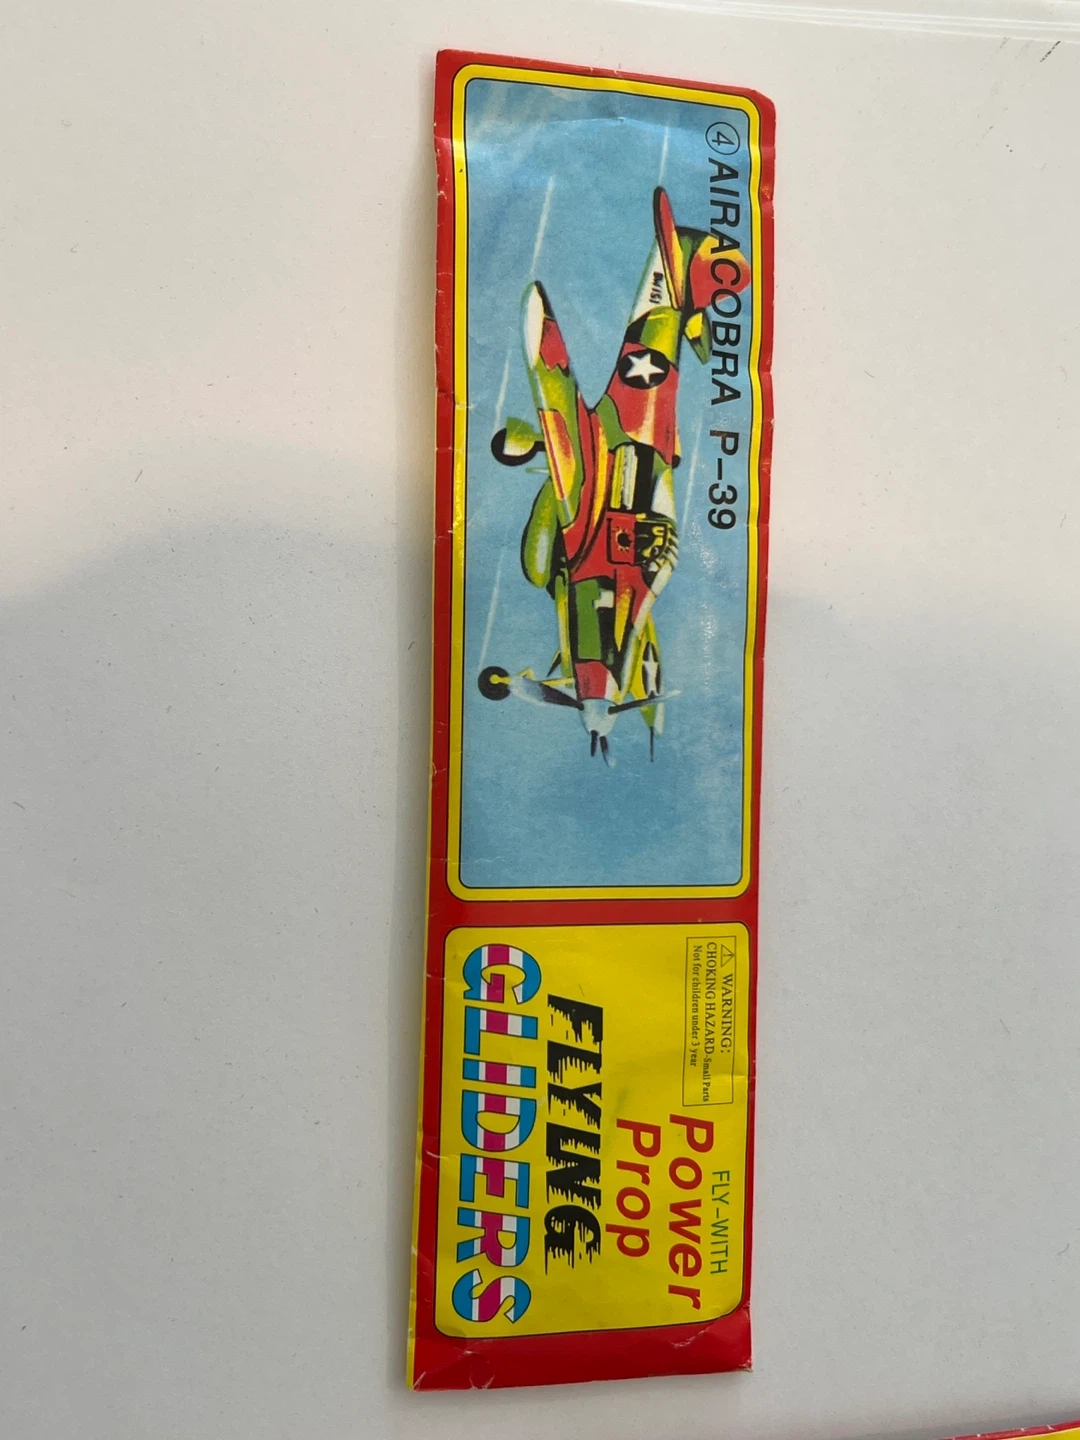 ④ AIRACOBRA P-39
⚠ WARNING:
CHOKING HAZARD-Small Parts
Not for children under 3 year
FLY-WITH
Power
Prop
FLYING
GLIDERS